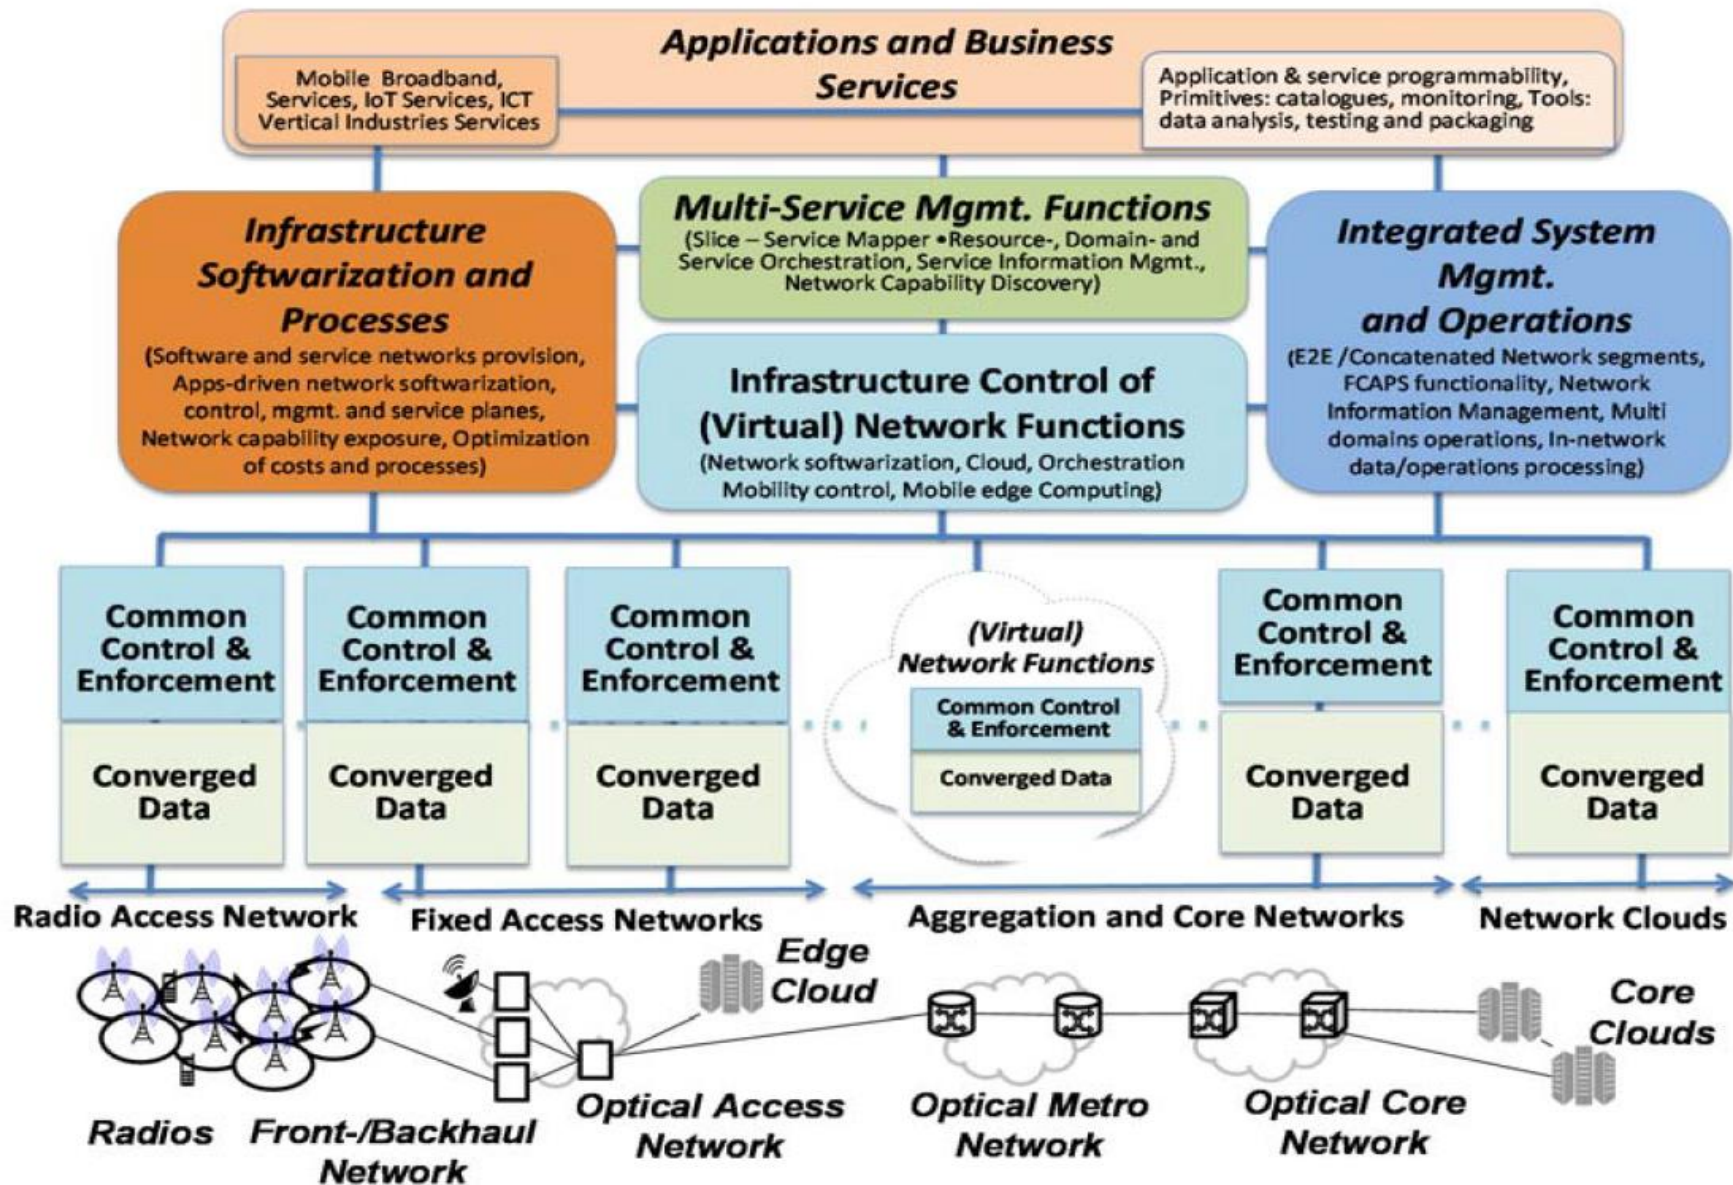 Applications and Business
Services
Mobile Broadband,
Services, IoT Services, ICT
Vertical Industries Services
Application & service programmability,
Primitives: catalogues, monitoring, Tools:
data analysis, testing and packaging
Infrastructure
Softwarization and
Processes
(Software and service networks provision,
Apps-driven network softwarization,
control, mgmt. and service planes,
Network capability exposure, Optimization
of costs and processes)
Multi-Service Mgmt. Functions
(Slice – Service Mapper •Resource-, Domain- and
Service Orchestration, Service Information Mgmt.,
Network Capability Discovery)
Infrastructure Control of
(Virtual) Network Functions
(Network softwarization, Cloud, Orchestration
Mobility control, Mobile edge Computing)
Integrated System
Mgmt.
and Operations
(E2E /Concatenated Network segments,
FCAPS functionality, Network
Information Management, Multi
domains operations, In-network
data/operations processing)
Common
Control &
Enforcement
Converged
Data
Common
Control &
Enforcement
Converged
Data
Common
Control &
Enforcement
Converged
Data
(Virtual)
Network Functions
Common Control
& Enforcement
Converged Data
Common
Control &
Enforcement
Converged
Data
Common
Control &
Enforcement
Converged
Data
Radio Access Network
Fixed Access Networks
Aggregation and Core Networks
Network Clouds
Edge
Cloud
Core
Clouds
Radios
Front-/Backhaul
Network
Optical Access
Network
Optical Metro
Network
Optical Core
Network